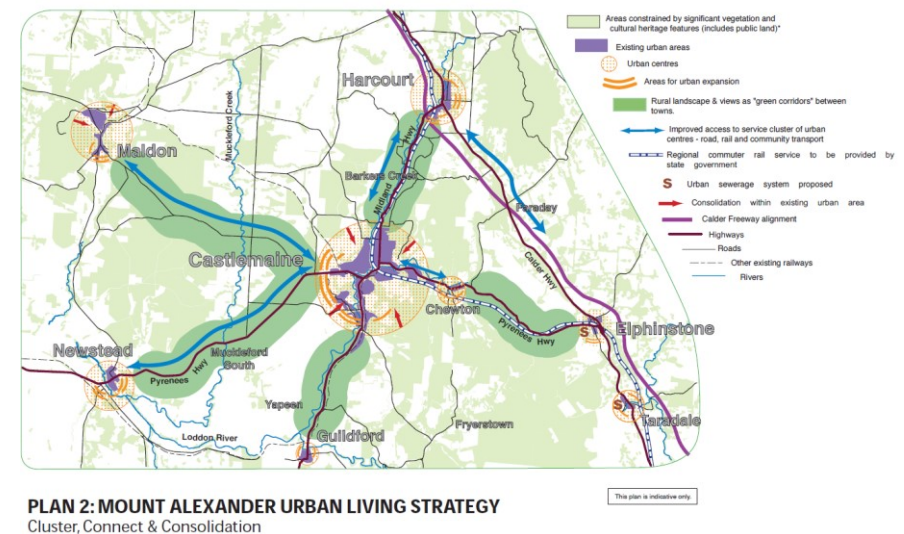 Areas constrained by significant vegetation and
cultural heritage features (includes public land)*
Existing urban areas
Urban centres
Areas for urban expansion
Rural landscape & views as "green corridors" between
towns.
Improved access to service cluster of urban
centres - road, rail and community transport
Regional commuter rail service to be provided by
state government
S Urban sewerage system proposed
Consolidation within existing urban area
Calder Freeway alignment
Highways
Roads
Other existing railways
Rivers
Harcourt
Muckleford Creek
Maldon
Barkers Creek
Midland Hwy
Faraday
Castlemaine
Calder Hwy
Chewton
Pyrenees Hwy
Elphinstone
S
Newstead
Muckleford
South
Pyrenees Hwy
Yapeen
S
Taradale
Fryerstown
Loddon River
Guildford
This plan is indicative only.
PLAN 2: MOUNT ALEXANDER URBAN LIVING STRATEGY
Cluster, Connect & Consolidation